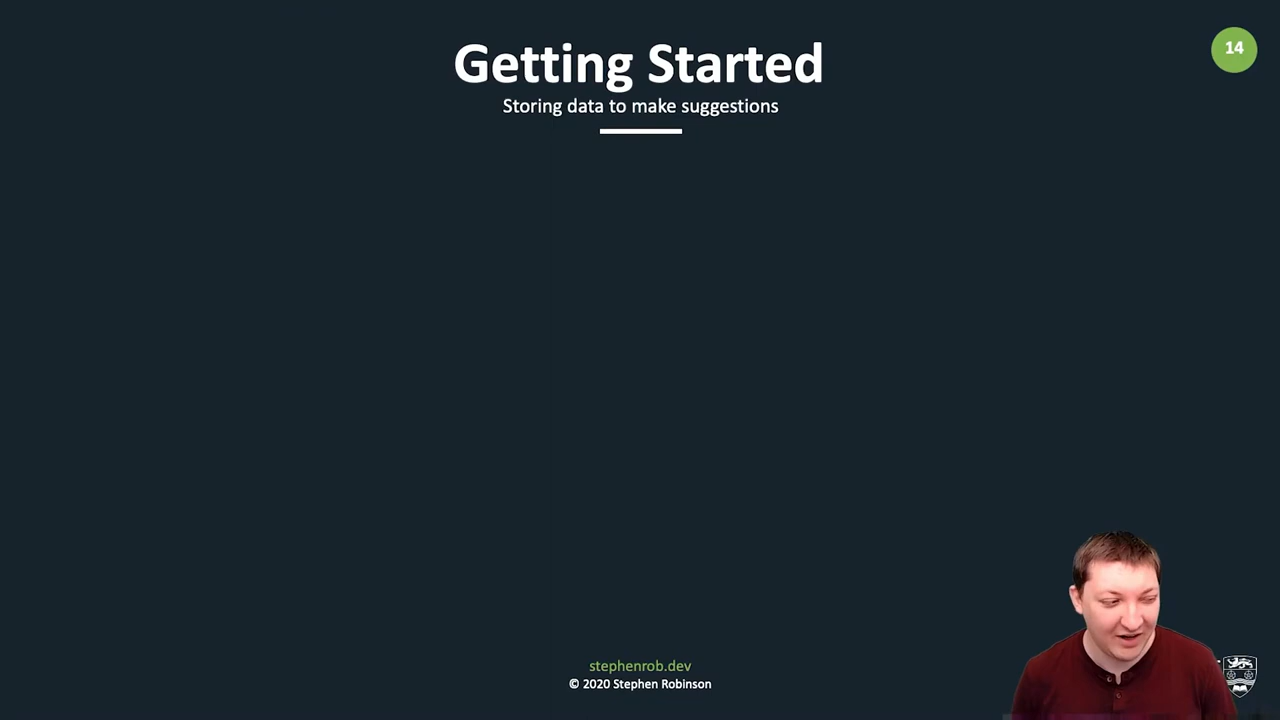 Getting Started
14
Storing data to make suggestions
stephenrob.dev
© 2020 Stephen Robinson